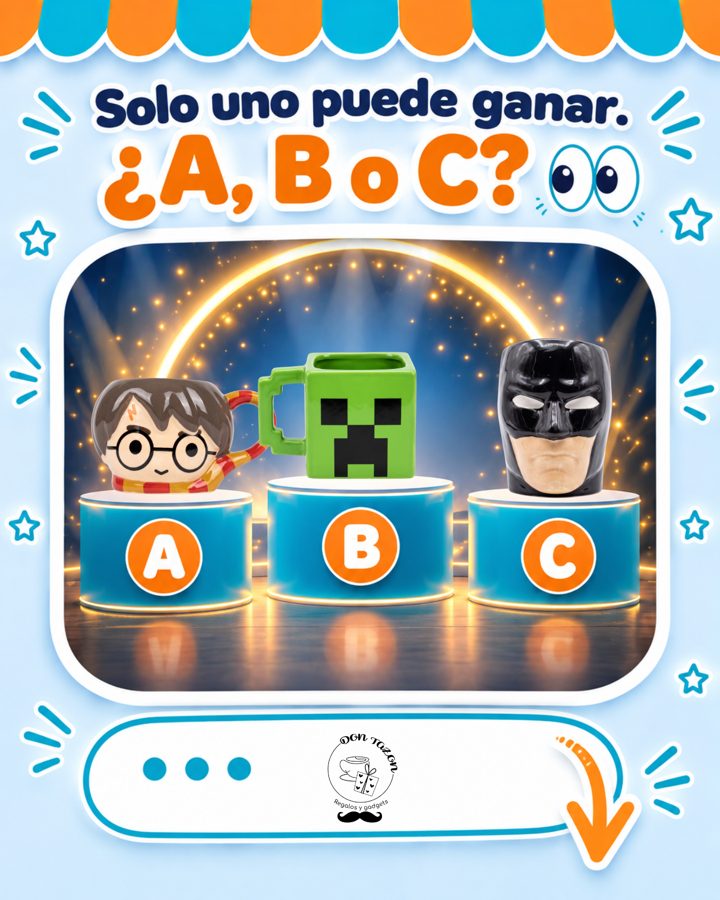 Solo uno puede ganar.
¿A, B o C?
A
B
C
DON TAZON
Regalos y gadgets